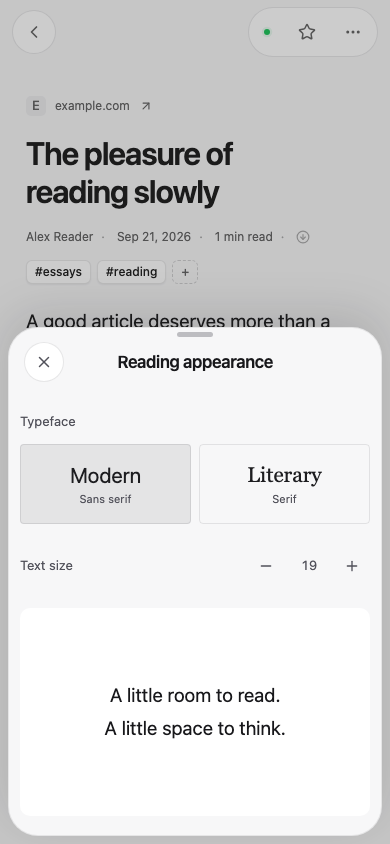 E example.com
The pleasure of
reading slowly
Alex Reader · Sep 21, 2026 · 1 min read ·
#essays #reading +
A good article deserves more than a
Reading appearance
Typeface
Modern
Sans serif
Literary
Serif
Text size − 19 +
A little room to read.
A little space to think.